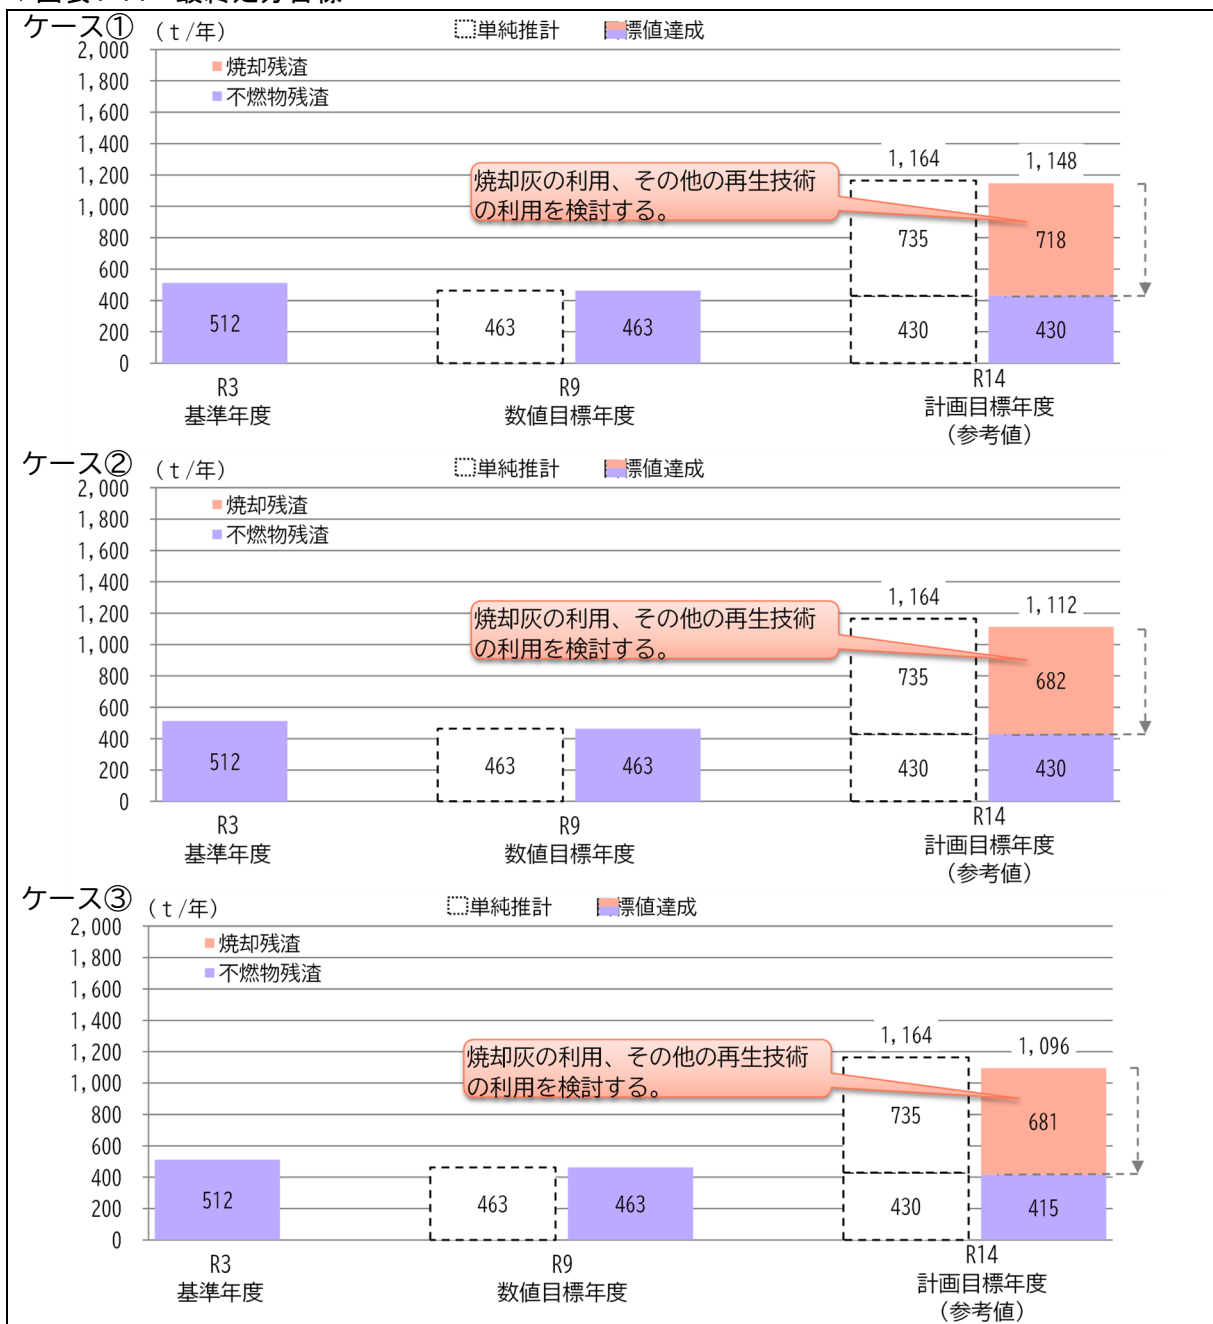 ケース①
(t/年)
単純推計
標値達成
2,000
1,800
1,600
1,400
1,200
1,000
800
600
400
200
0
焼却残渣
不燃物残渣
焼却灰の利用、その他の再生技術
の利用を検討する。
1,164
1,148
735
718
512
463
463
430
430
R3
基準年度
R9
数値目標年度
R14
計画目標年度
(参考値)
ケース②
(t/年)
単純推計
標値達成
2,000
1,800
1,600
1,400
1,200
1,000
800
600
400
200
0
焼却残渣
不燃物残渣
焼却灰の利用、その他の再生技術
の利用を検討する。
1,164
1,112
735
682
512
463
463
430
430
R3
基準年度
R9
数値目標年度
R14
計画目標年度
(参考値)
ケース③
(t/年)
単純推計
標値達成
2,000
1,800
1,600
1,400
1,200
1,000
800
600
400
200
0
焼却残渣
不燃物残渣
焼却灰の利用、その他の再生技術
の利用を検討する。
1,164
1,096
735
681
512
463
463
430
415
R3
基準年度
R9
数値目標年度
R14
計画目標年度
(参考値)